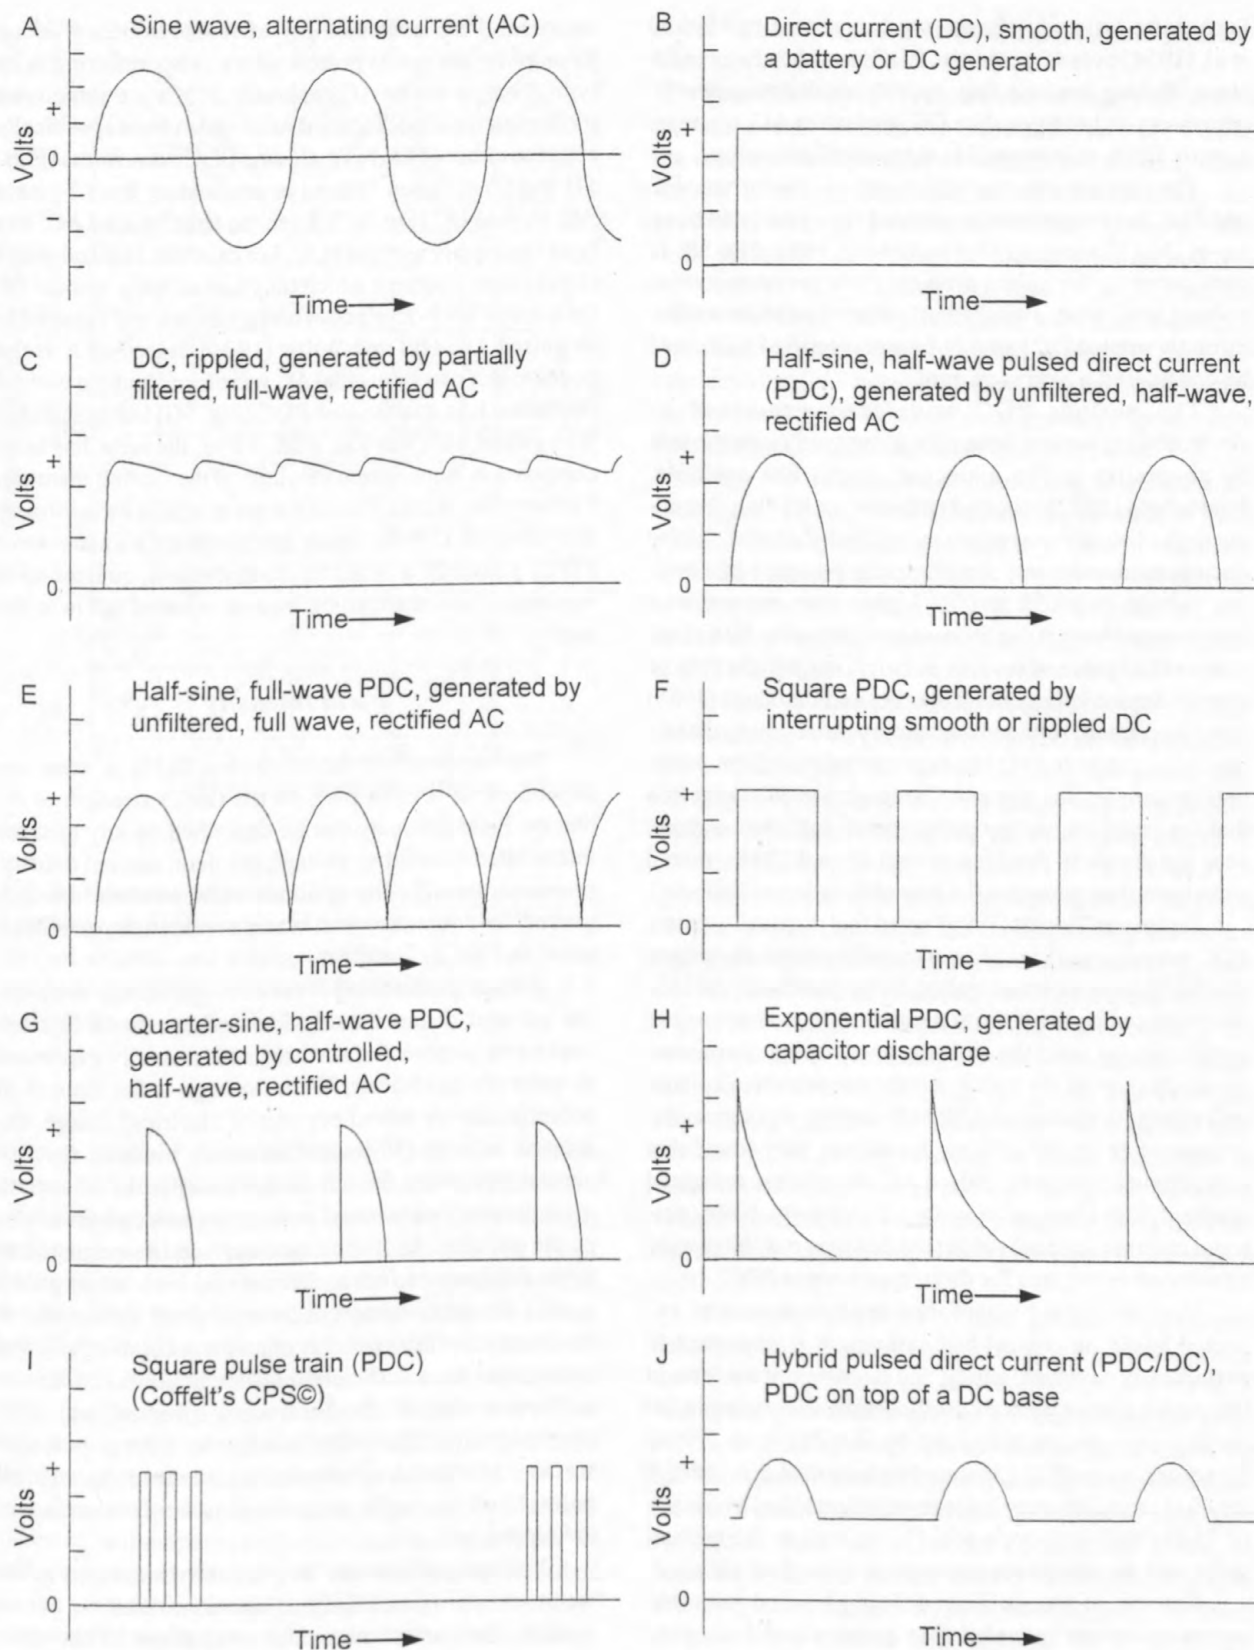 A
Sine wave, alternating current (AC)
Volts
+
0
-
Time
B
Direct current (DC), smooth, generated by
a battery or DC generator
Volts
+
0
Time
C
DC, rippled, generated by partially
filtered, full-wave, rectified AC
Volts
+
0
Time
D
Half-sine, half-wave pulsed direct current
(PDC), generated by unfiltered, half-wave,
rectified AC
Volts
+
0
Time
E
Half-sine, full-wave PDC, generated by
unfiltered, full wave, rectified AC
Volts
+
0
Time
F
Square PDC, generated by
interrupting smooth or rippled DC
Volts
+
0
Time
G
Quarter-sine, half-wave PDC,
generated by controlled,
half-wave, rectified AC
Volts
+
0
Time
H
Exponential PDC, generated by
capacitor discharge
Volts
+
0
Time
I
Square pulse train (PDC)
(Coffelt's CPS©)
Volts
+
0
Time
J
Hybrid pulsed direct current (PDC/DC),
PDC on top of a DC base
Volts
+
0
Time